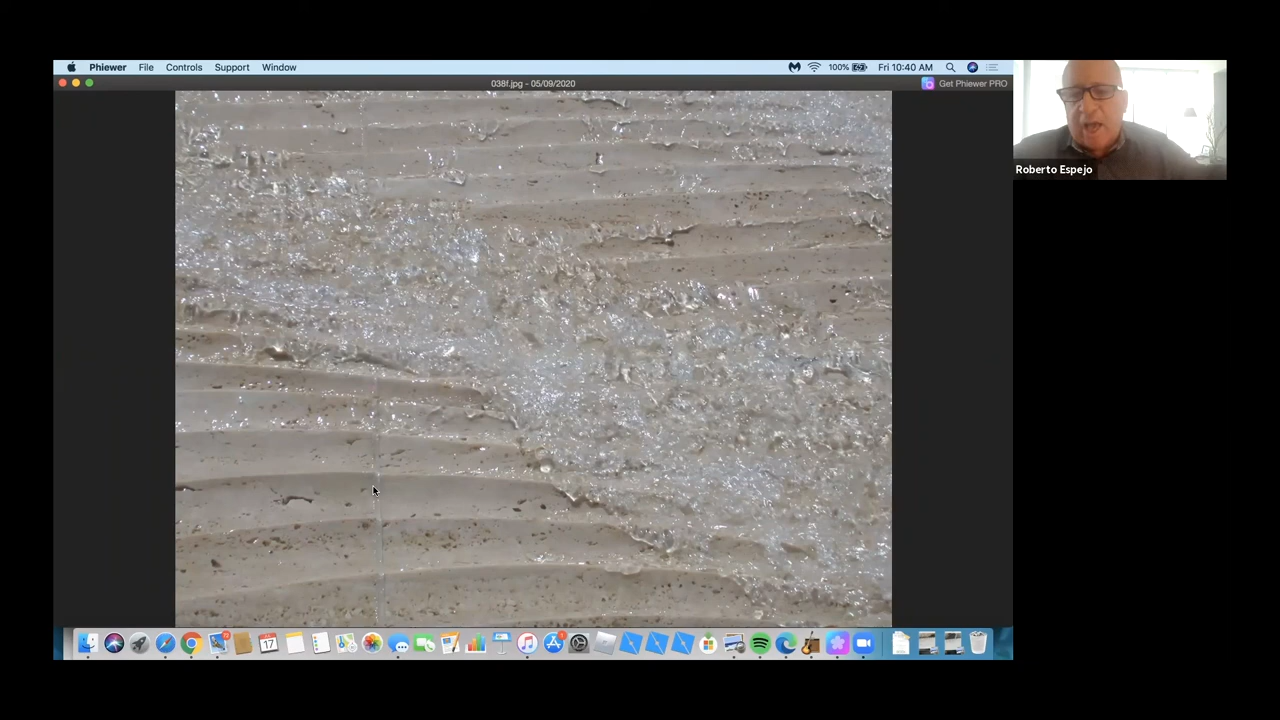 Phiewer File Controls Support Window 100% Fri 10:40 AM
038f.jpg - 05/09/2020 Get Phiewer PRO
Roberto Espejo
17